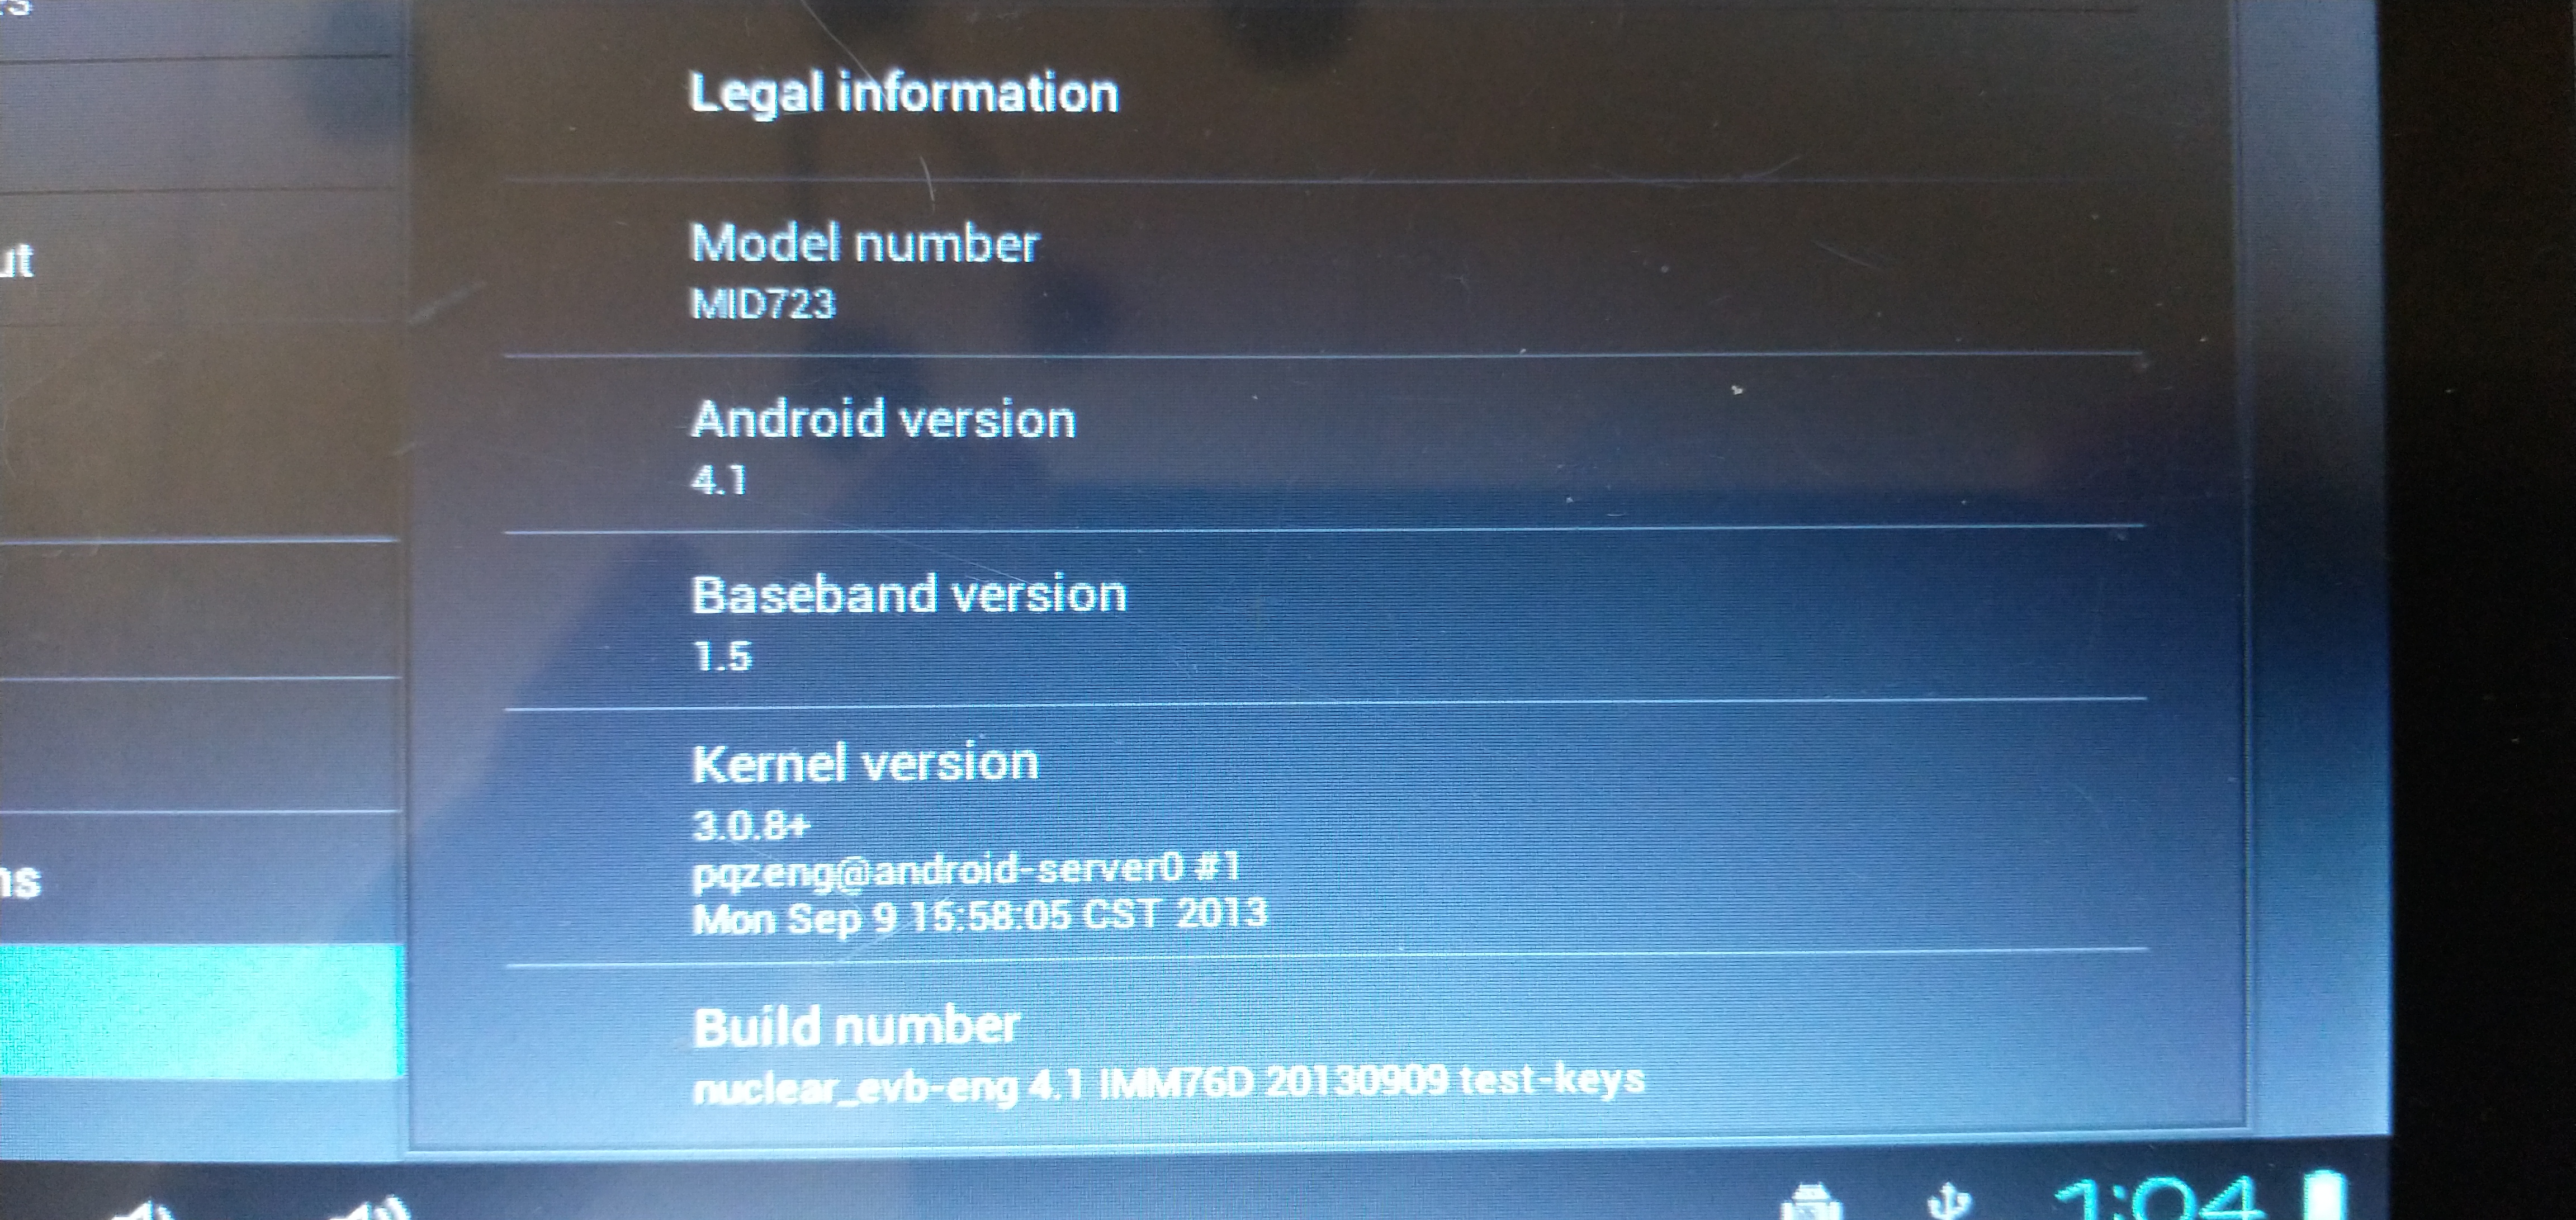 ut
ns
Legal information
Model number
MID723
Android version
4.1
Baseband version
1.5
Kernel version
3.0.8+
pqzeng@android-server0 #1
Mon Sep 9 15:58:05 CST 2013
Build number
nuclear_evb-eng 4.1 IMM76D 20130909 test-keys
1:04